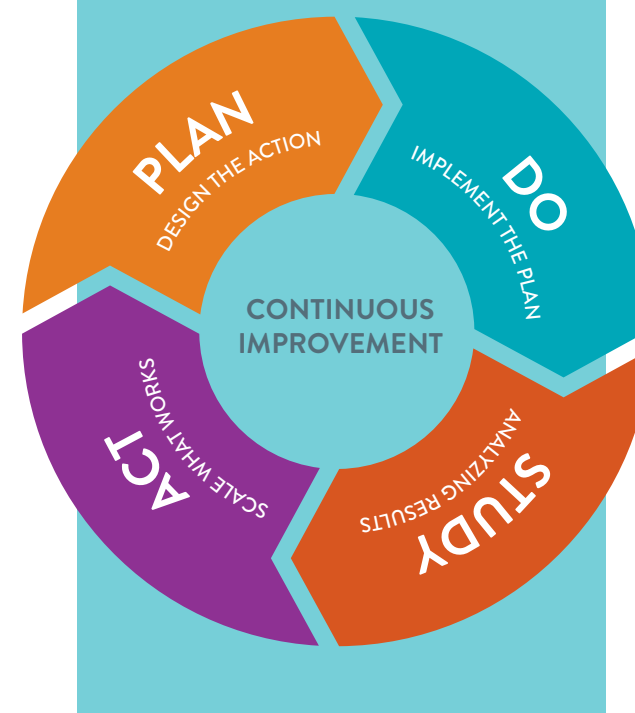 PLAN
DESIGN THE ACTION
DO
IMPLEMENT THE PLAN
STUDY
ANALYZING RESULTS
ACT
SCALE WHAT WORKS
CONTINUOUS
IMPROVEMENT